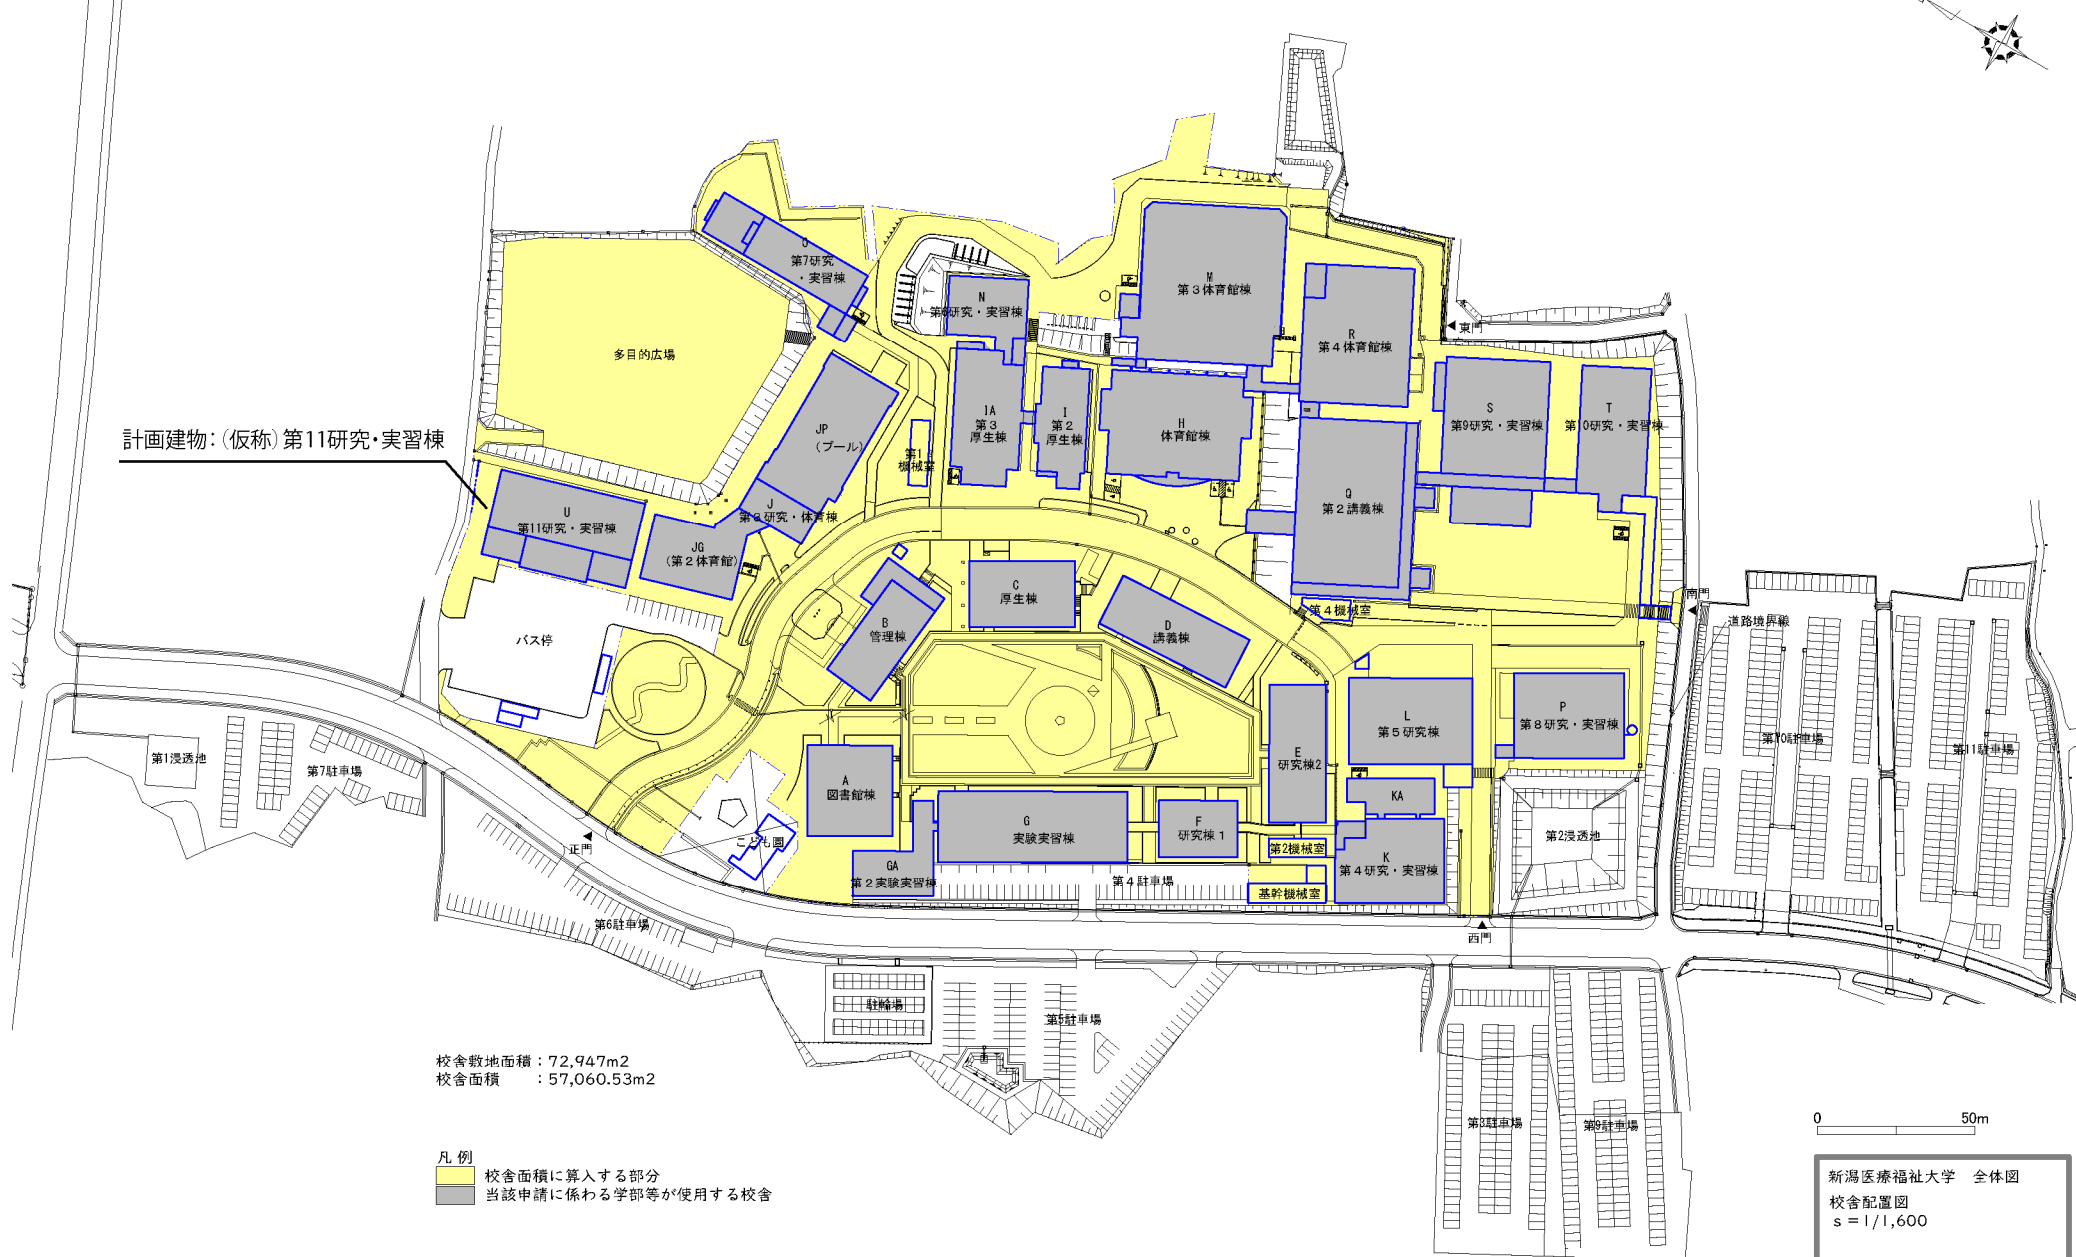 O
第7研究
・実習棟
N
第6研究・実習棟
M
第３体育館棟
R
第４体育館棟
東門
多目的広場
計画建物：（仮称）第11研究・実習棟
JP
（プール）
第１
機械室
IA
第３
厚生棟
I
第２
厚生棟
H
体育館棟
S
第9研究・実習棟
T
第10研究・実習棟
U
第11研究・実習棟
J
第３研究・体育棟
JG
（第２体育館）
Q
第２講義棟
C
厚生棟
B
管理棟
D
講義棟
第４機械室
南門
道路境界線
バス停
L
第５研究棟
P
第８研究・実習棟
E
研究棟2
第10駐車場
第11駐車場
第1浸透地
第7駐車場
A
図書館棟
KA
G
実験実習棟
F
研究棟１
正門
こども園
第2機械室
第2浸透地
GA
第２実験実習棟
第４駐車場
K
第４研究・実習棟
基幹機械室
第6駐車場
西門
駐輪場
第5駐車場
校舎敷地面積：72,947m2
校舎面積　　：57,060.53m2
第3駐車場
第9駐車場
0　50m
凡 例
校舎面積に算入する部分
当該申請に係わる学部等が使用する校舎
新潟医療福祉大学　全体図
校舎配置図
s＝1/1,600